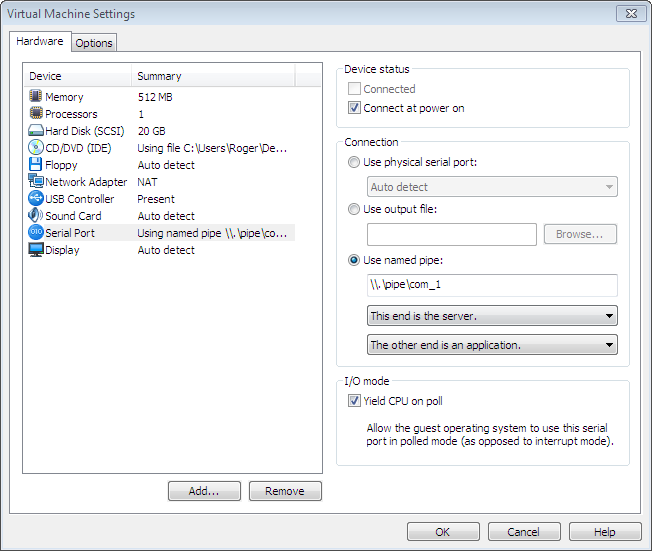 Virtual Machine Settings
Hardware
Options
Device Summary
Memory 512 MB
Processors 1
Hard Disk (SCSI) 20 GB
CD/DVD (IDE) Using file C:\Users\Roger\De...
Floppy Auto detect
Network Adapter NAT
USB Controller Present
Sound Card Auto detect
Serial Port Using named pipe \\.\pipe\co...
Display Auto detect
Add...
Remove
Device status
Connected
Connect at power on
Connection
Use physical serial port:
Auto detect
Use output file:
Browse...
Use named pipe:
\\.\pipe\com_1
This end is the server.
The other end is an application.
I/O mode
Yield CPU on poll
Allow the guest operating system to use this serial
port in polled mode (as opposed to interrupt mode).
OK
Cancel
Help